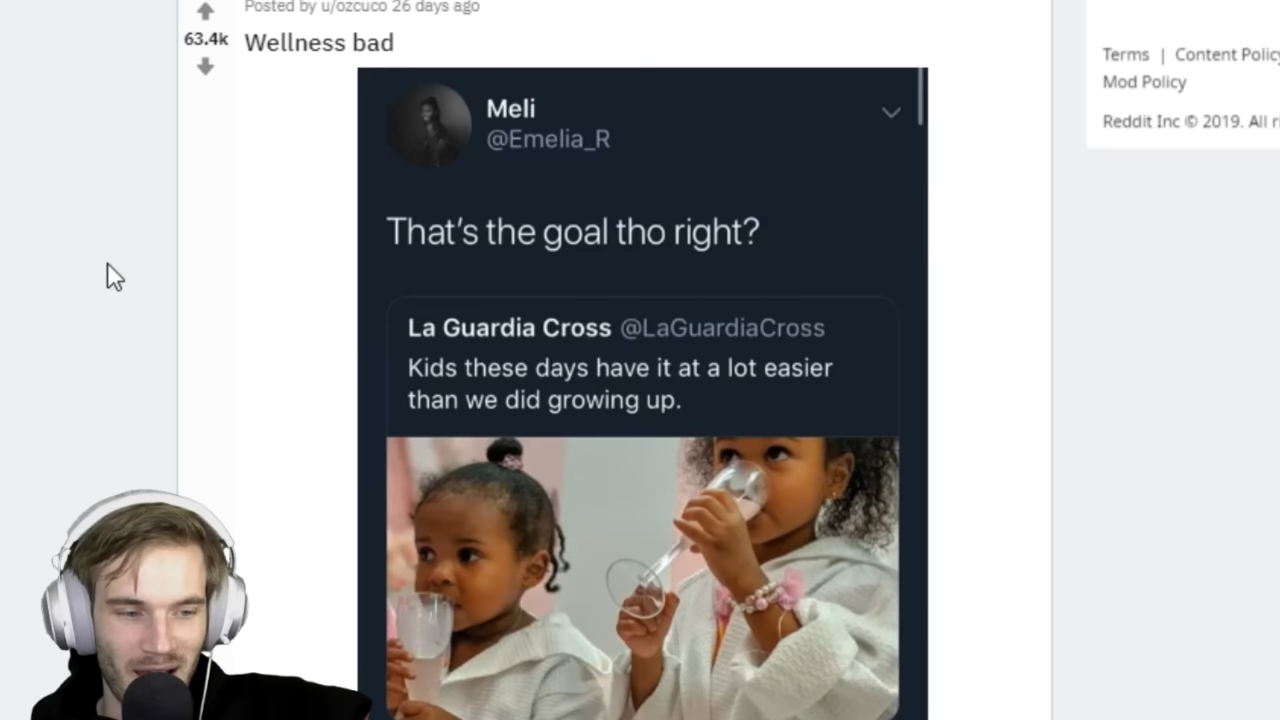 Posted by u/ozcuco 26 days ago
63.4k
Wellness bad
Meli
@Emelia_R
That's the goal tho right?
La Guardia Cross @LaGuardiaCross
Kids these days have it at a lot easier
than we did growing up.
Terms | Content Policy
Mod Policy
Reddit Inc © 2019. All r